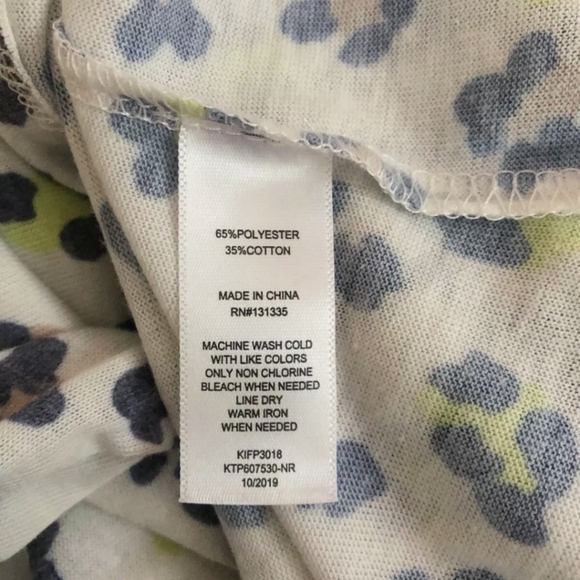 65%POLYESTER
35%COTTON
MADE IN CHINA
RN#131335
MACHINE WASH COLD
WITH LIKE COLORS
ONLY NON CHLORINE
BLEACH WHEN NEEDED
LINE DRY
WARM IRON
WHEN NEEDED
KIFP3018
KTP607530-NR
10/2019